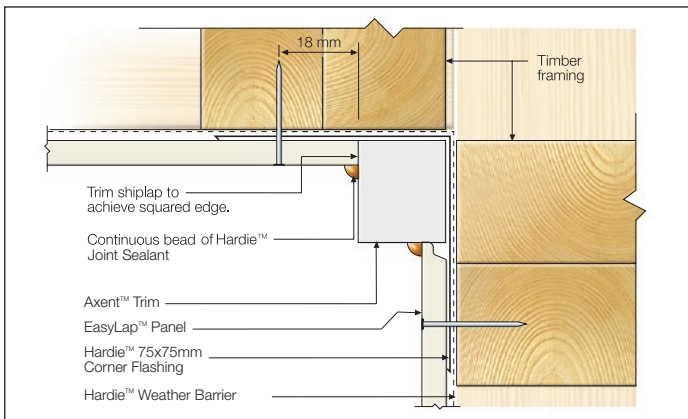 18 mm
Timber
framing
Trim shiplap to
achieve squared edge.
Continuous bead of Hardie™
Joint Sealant
Axent™ Trim
EasyLap™ Panel
Hardie™ 75x75mm
Corner Flashing
Hardie™ Weather Barrier